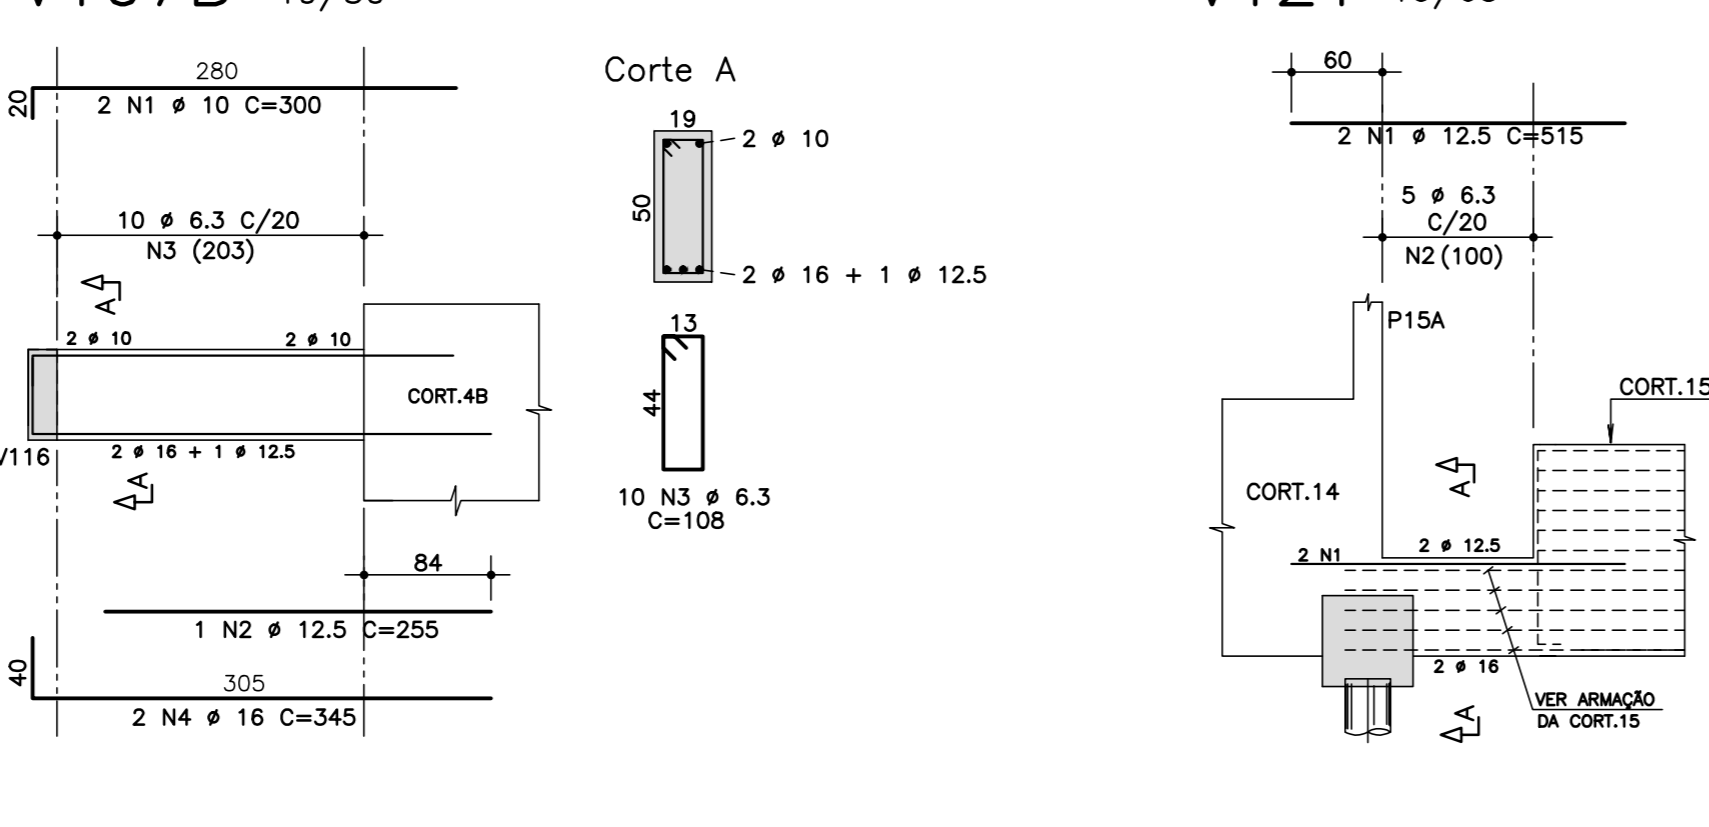 280
20
2 N1 ø 10 C=300
10 ø 6.3 C/20
N3 (203)
A
2 ø 10
2 ø 10
CORT.4B
V116
2 ø 16 + 1 ø 12.5
A
84
1 N2 ø 12.5 C=255
40
305
2 N4 ø 16 C=345
Corte A
19
2 ø 10
50
2 ø 16 + 1 ø 12.5
13
44
10 N3 ø 6.3
C=108
60
2 N1 ø 12.5 C=515
5 ø 6.3
C/20
N2 (100)
P15A
CORT.15
CORT.14
A
2 ø 12.5
2 N1
2 ø 16
VER ARMAÇÃO
DA CORT.15
A